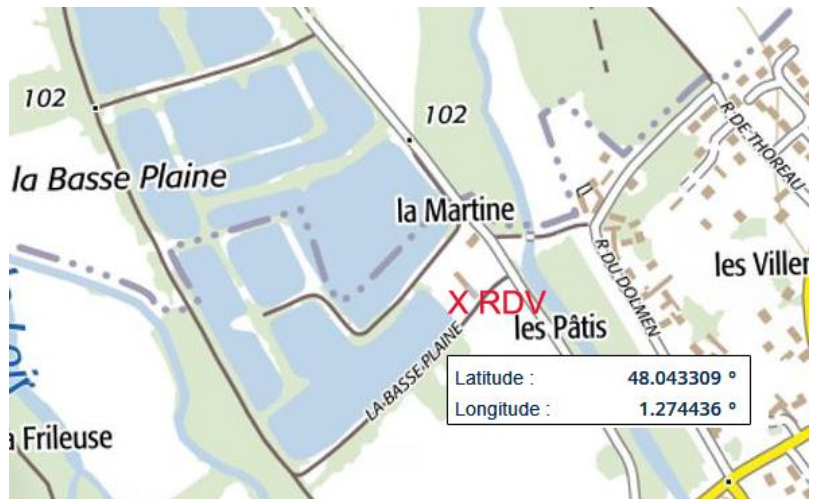 102
102
la Basse Plaine
la Martine
R DE THOREAU
R DU DOLMEN
les Viller
X RDV
les Pâtis
LA BASSE PLAINE
Latitude : 48.043309 °
Longitude : 1.274436 °
Loir
Frileuse